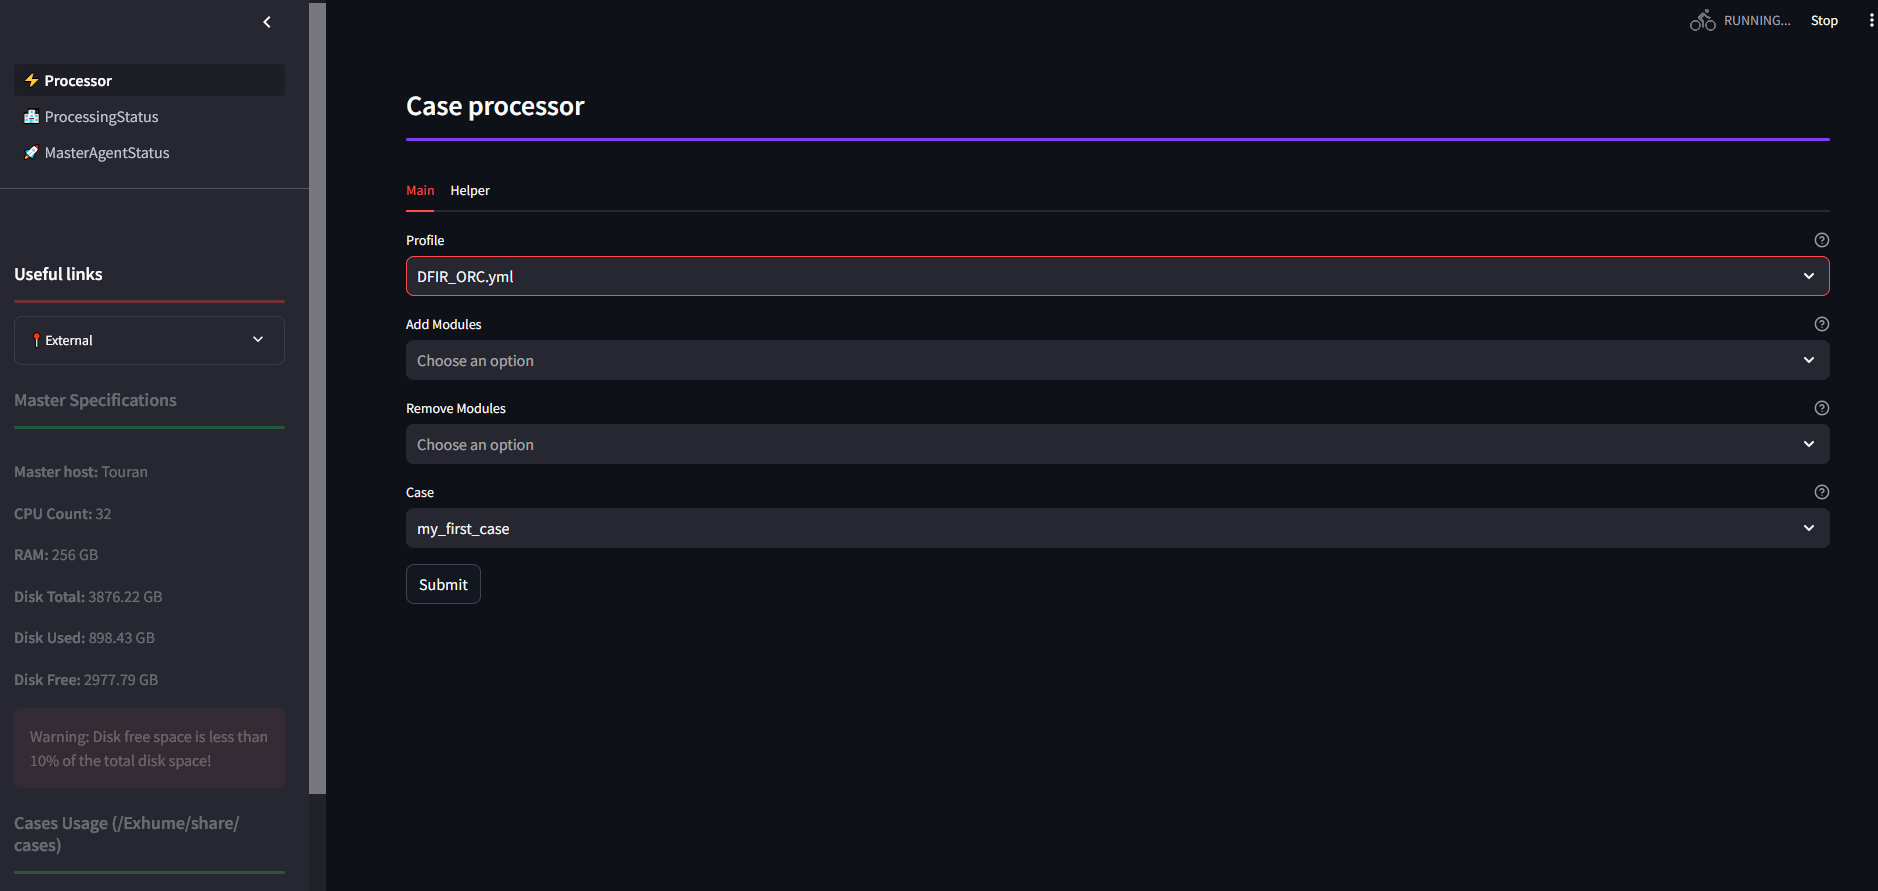 Processor
ProcessingStatus
MasterAgentStatus
Useful links
External
Master Specifications
Master host: Touran
CPU Count: 32
RAM: 256 GB
Disk Total: 3876.22 GB
Disk Used: 898.43 GB
Disk Free: 2977.79 GB
Warning: Disk free space is less than
10% of the total disk space!
Cases Usage (/Exhume/share/
cases)
RUNNING...
Stop
Case processor
Main
Helper
Profile
DFIR_ORC.yml
Add Modules
Choose an option
Remove Modules
Choose an option
Case
my_first_case
Submit